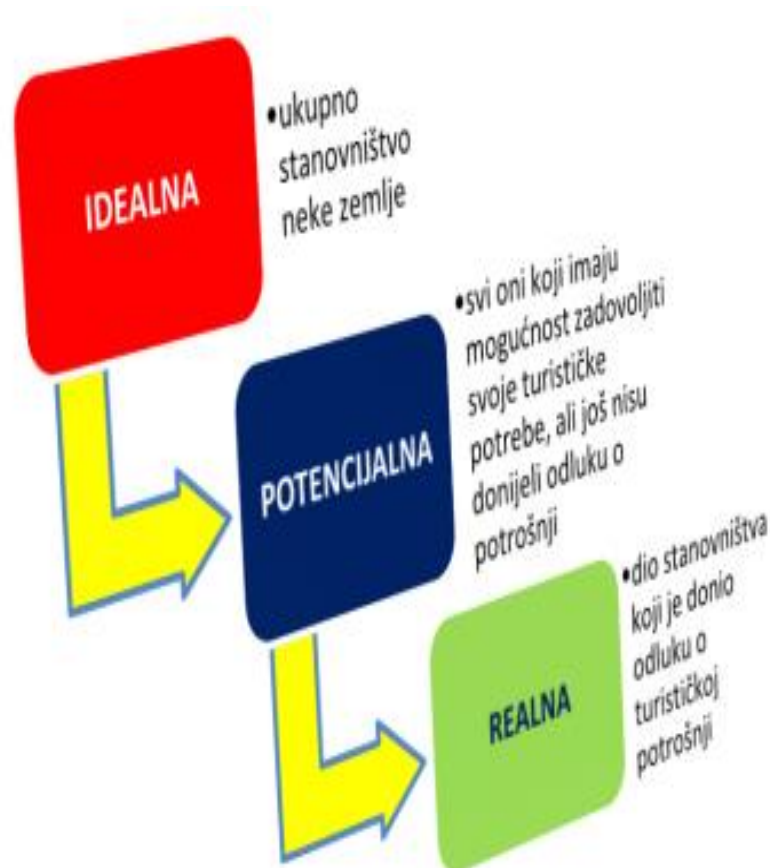 IDEALNA
•ukupno
stanovništvo
neke zemlje
POTENCIJALNA
•svi oni koji imaju
mogućnost zadovoljiti
svoje turističke
potrebe, ali još nisu
donijeli odluku o
potrošnji
REALNA
•dio stanovništva
koji je donio
odluku o
turističkoj
potrošnji